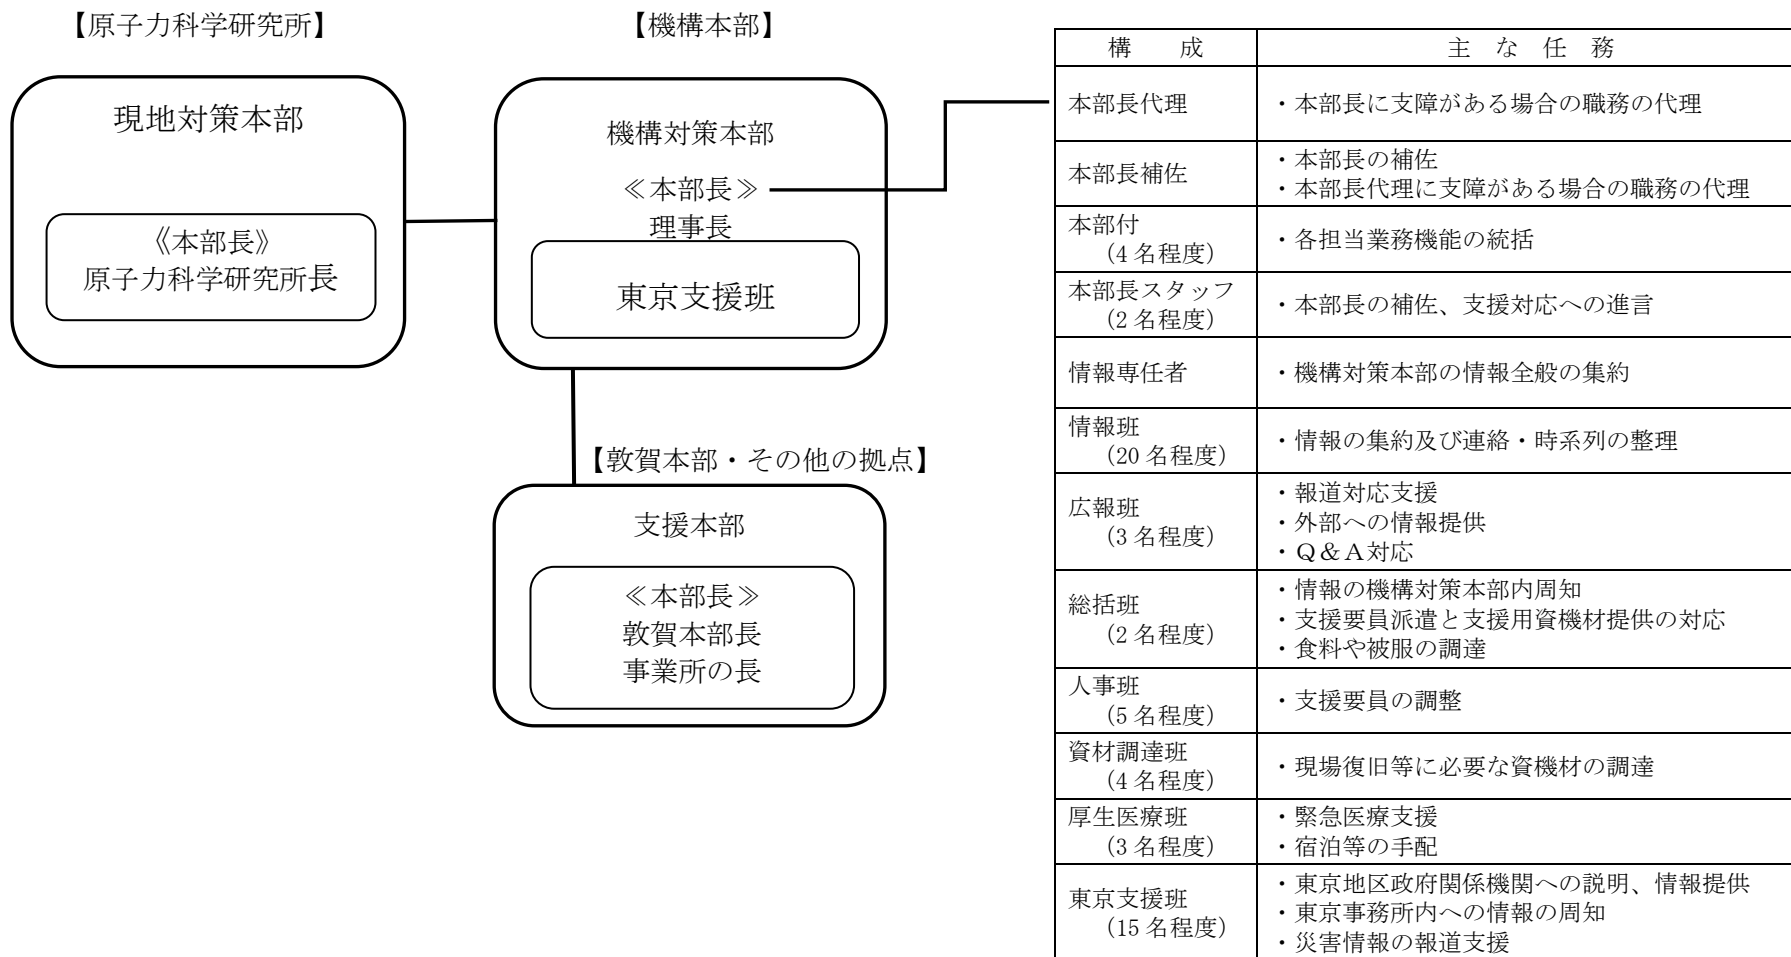 【原子力科学研究所】
現地対策本部
《本部長》
原子力科学研究所長
【機構本部】
機構対策本部
≪本部長≫
理事長
東京支援班
【敦賀本部・その他の拠点】
支援本部
≪本部長≫
敦賀本部長
事業所の長
構　成　主な任務
本部長代理　・本部長に支障がある場合の職務の代理
本部長補佐　・本部長の補佐
・本部長代理に支障がある場合の職務の代理
本部付
（4名程度）　・各担当業務機能の統括
本部長スタッフ
（2名程度）　・本部長の補佐、支援対応への進言
情報専任者　・機構対策本部の情報全般の集約
情報班
（20名程度）　・情報の集約及び連絡・時系列の整理
広報班
（3名程度）　・報道対応支援
・外部への情報提供
・Ｑ＆Ａ対応
総括班
（2名程度）　・情報の機構対策本部内周知
・支援要員派遣と支援用資機材提供の対応
・食料や被服の調達
人事班
（5名程度）　・支援要員の調整
資材調達班
（4名程度）　・現場復旧等に必要な資機材の調達
厚生医療班
（3名程度）　・緊急医療支援
・宿泊等の手配
東京支援班
（15名程度）　・東京地区政府関係機関への説明、情報提供
・東京事務所内への情報の周知
・災害情報の報道支援